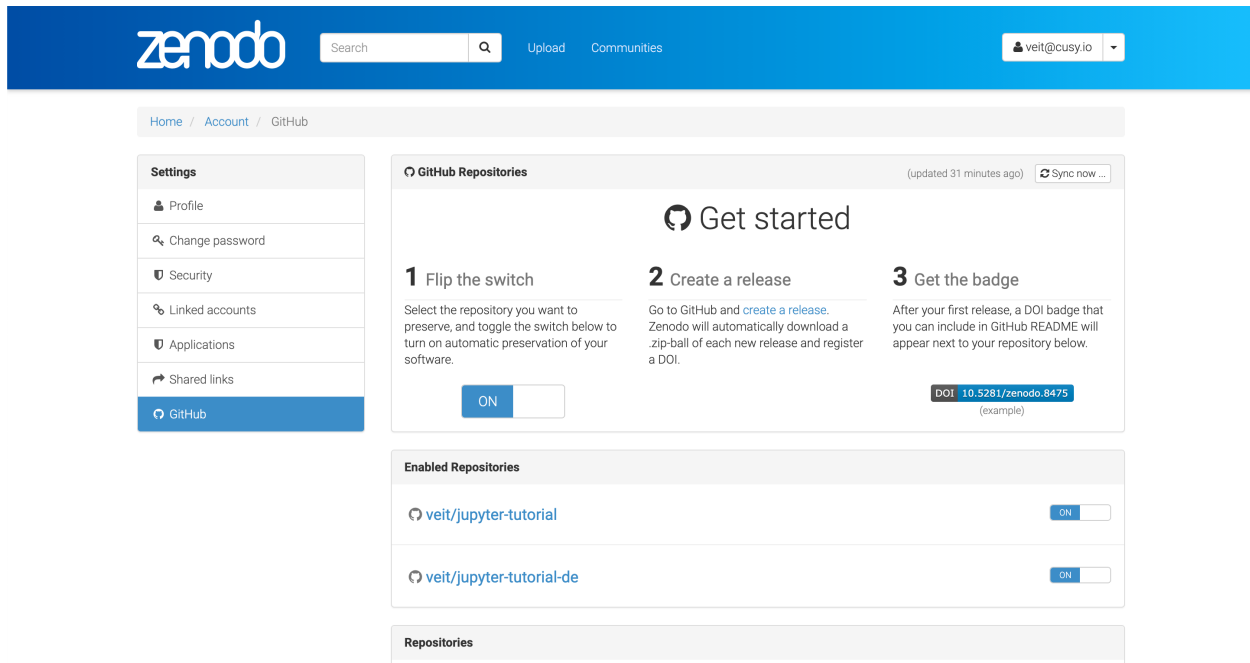 zenodo
Search
Upload
Communities
veit@cusy.io
Home / Account / GitHub
Settings
Profile
Change password
Security
Linked accounts
Applications
Shared links
GitHub
GitHub Repositories
(updated 31 minutes ago)
Sync now ...
Get started
1 Flip the switch
Select the repository you want to
preserve, and toggle the switch below to
turn on automatic preservation of your
software.
ON
2 Create a release
Go to GitHub and create a release.
Zenodo will automatically download a
.zip-ball of each new release and register
a DOI.
3 Get the badge
After your first release, a DOI badge that
you can include in GitHub README will
appear next to your repository below.
DOI 10.5281/zenodo.8475
(example)
Enabled Repositories
veit/jupyter-tutorial
ON
veit/jupyter-tutorial-de
ON
Repositories